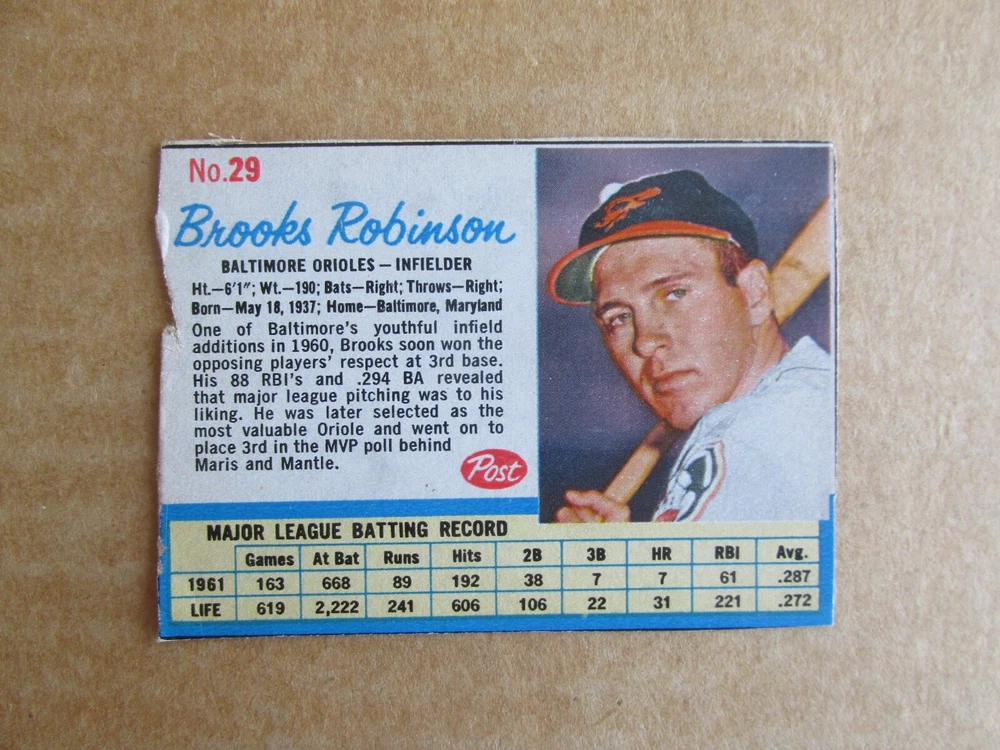 No.29
Brooks Robinson
BALTIMORE ORIOLES — INFIELDER
Ht.—6'1"; Wt.—190; Bats—Right; Throws—Right;
Born—May 18, 1937; Home—Baltimore, Maryland
One of Baltimore's youthful infield
additions in 1960, Brooks soon won the
opposing players' respect at 3rd base.
His 88 RBI's and .294 BA revealed
that major league pitching was to his
liking. He was later selected as the
most valuable Oriole and went on to
place 3rd in the MVP poll behind
Maris and Mantle.
Post
MAJOR LEAGUE BATTING RECORD
Games At Bat Runs Hits 2B 3B HR RBI Avg.
1961 163 668 89 192 38 7 7 61 .287
LIFE 619 2,222 241 606 106 22 31 221 .272